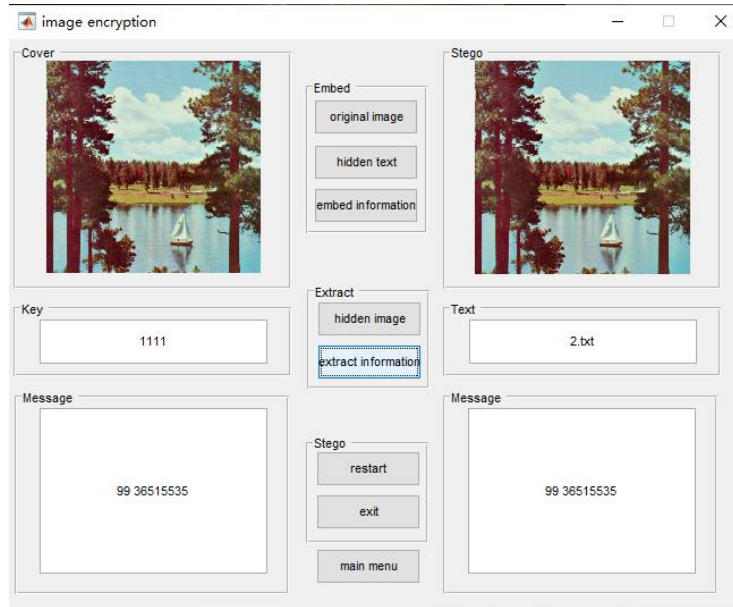 image encryption
Cover
Stego
Embed
original image
hidden text
embed information
Extract
hidden image
extract information
Key
1111
Text
2.txt
Message
99 36515535
Message
99 36515535
Stego
restart
exit
main menu